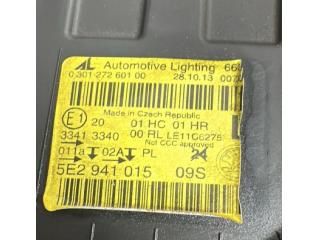 AL Automotive Lighting
0 301 272 601 00 28.10.13
Made in Czech Republic
E1 20 01 HC 01 HR
3341 3340 00 RL LE11C6275
Not CCC approved
011a 02A PL 24
5E2 941 015 09S